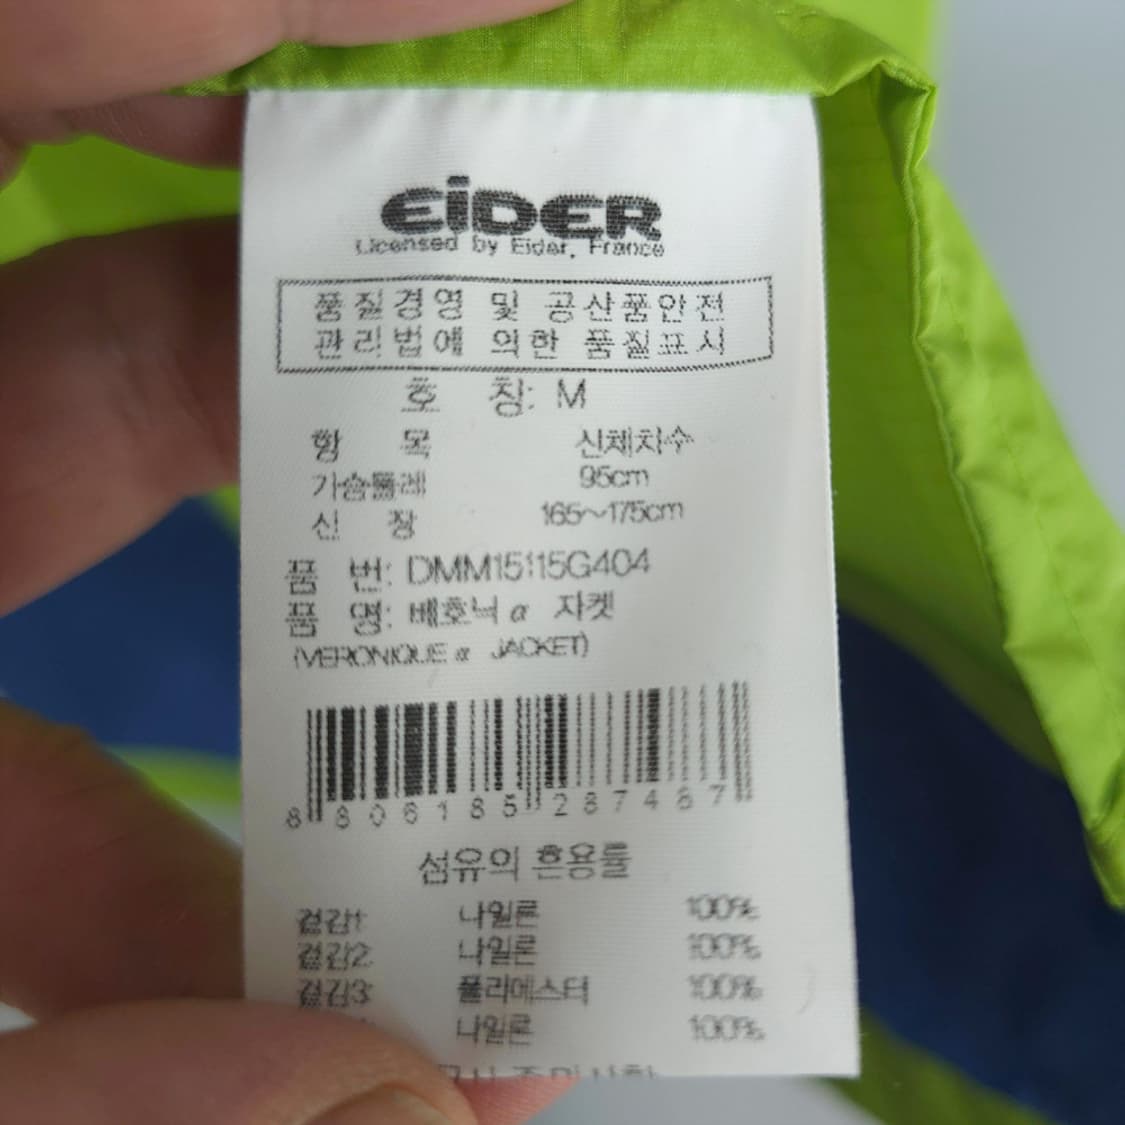 EiDER
Licensed by Eider, France
품질경영 및 공산품안전
관리법에 의한 품질표시
호 칭: M
항 목 신체치수
가슴둘레 95cm
신 장 165~175cm
품 번: DMM15115G404
품 명: 배호닉 α 자켓
(VERONIQUE α JACKET)
8 806185 287487
섬유의 혼용률
겉감1: 나일론 100%
겉감2: 나일론 100%
겉감3: 폴리에스터 100%
나일론 100%